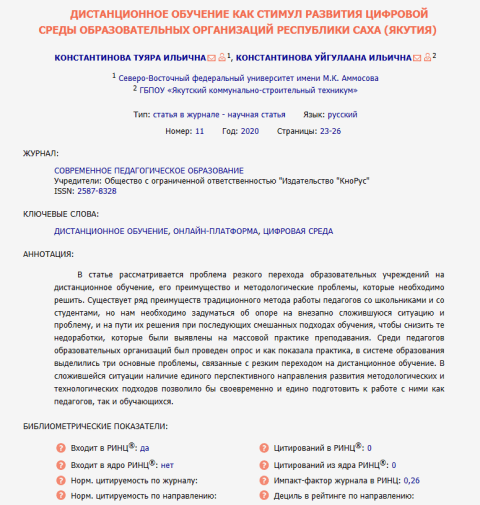 ДИСТАНЦИОННОЕ ОБУЧЕНИЕ КАК СТИМУЛ РАЗВИТИЯ ЦИФРОВОЙ
СРЕДЫ ОБРАЗОВАТЕЛЬНЫХ ОРГАНИЗАЦИЙ РЕСПУБЛИКИ САХА (ЯКУТИЯ)
КОНСТАНТИНОВА ТУЯРА ИЛЬИЧНА 1, КОНСТАНТИНОВА УЙГУЛААНА ИЛЬИЧНА 2
1 Северо-Восточный федеральный университет имени М.К. Аммосова
2 ГБПОУ «Якутский коммунально-строительный техникум»
Тип: статья в журнале - научная статья Язык: русский
Номер: 11 Год: 2020 Страницы: 23-26
ЖУРНАЛ:
СОВРЕМЕННОЕ ПЕДАГОГИЧЕСКОЕ ОБРАЗОВАНИЕ
Учредители: Общество с ограниченной ответственностью "Издательство "КноРус"
ISSN: 2587-8328
КЛЮЧЕВЫЕ СЛОВА:
ДИСТАНЦИОННОЕ ОБУЧЕНИЕ, ОНЛАЙН-ПЛАТФОРМА, ЦИФРОВАЯ СРЕДА
АННОТАЦИЯ:
В статье рассматривается проблема резкого перехода образовательных учреждений на
дистанционное обучение, его преимущество и методологические проблемы, которые необходимо
решить. Существует ряд преимуществ традиционного метода работы педагогов со школьниками и со
студентами, но нам необходимо задуматься об опоре на внезапно сложившуюся ситуацию и
проблему, и на пути их решения при последующих смешанных подходах обучения, чтобы снизить те
недоработки, которые были выявлены на массовой практике преподавания. Среди педагогов
образовательных организаций был проведен опрос и как показала практика, в системе образования
выделились три основные проблемы, связанные с резким переходом на дистанционное обучение. В
сложившейся ситуации наличие единого перспективного направления развития методологических и
технологических подходов позволило бы своевременно и едино подготовить к работе с ними как
педагогов, так и обучающихся.
БИБЛИОМЕТРИЧЕСКИЕ ПОКАЗАТЕЛИ:
? Входит в РИНЦ®: да ? Цитирований в РИНЦ®: 0
? Входит в ядро РИНЦ®: нет ? Цитирований из ядра РИНЦ®: 0
? Норм. цитируемость по журналу: ? Импакт-фактор журнала в РИНЦ: 0,26
? Норм. цитируемость по направлению: ? Дециль в рейтинге по направлению: